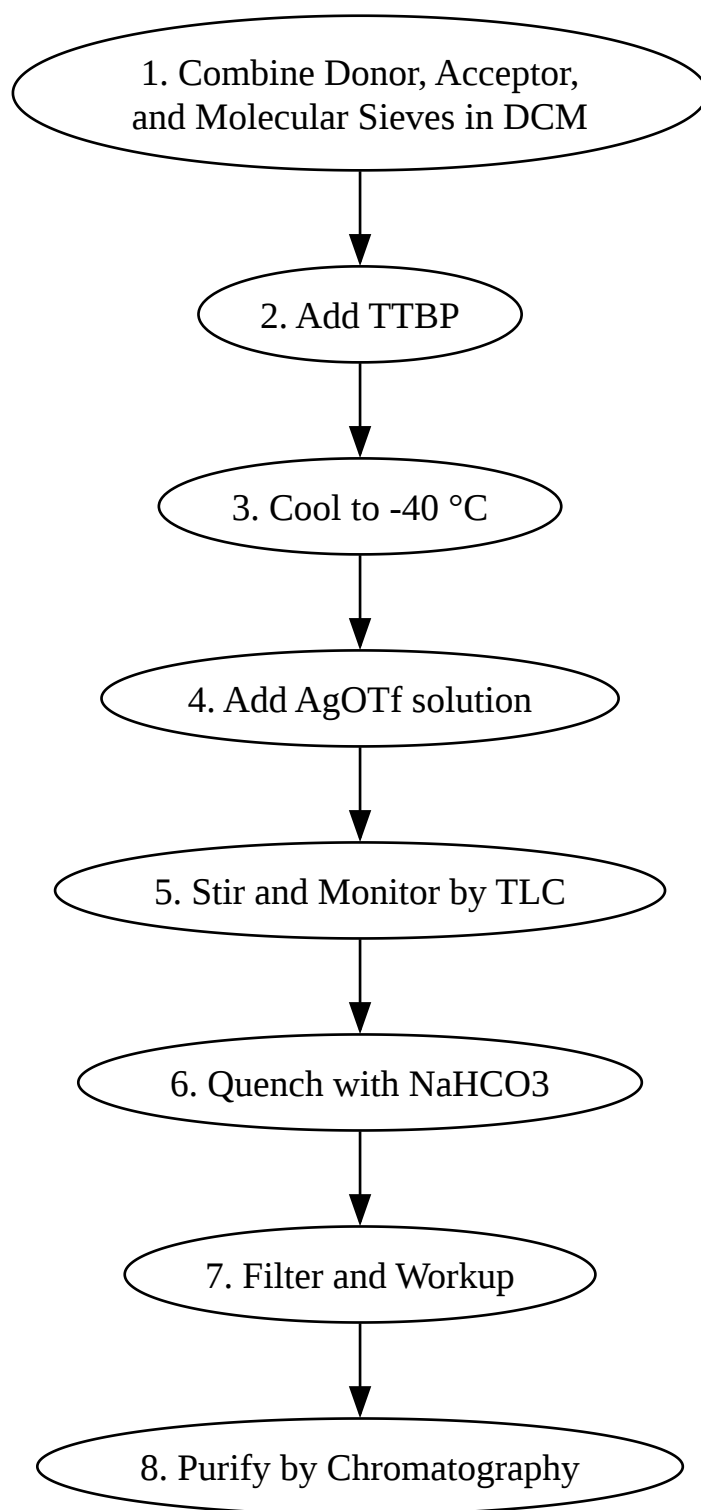 1. Combine Donor, Acceptor,
and Molecular Sieves in DCM
2. Add TTBP
3. Cool to -40 °C
4. Add AgOTf solution
5. Stir and Monitor by TLC
6. Quench with NaHCO3
7. Filter and Workup
8. Purify by Chromatography